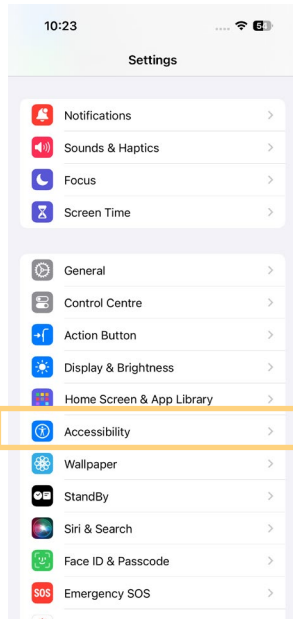 10:23
54
Settings
Notifications
Sounds & Haptics
Focus
Screen Time
General
Control Centre
Action Button
Display & Brightness
Home Screen & App Library
Accessibility
Wallpaper
StandBy
Siri & Search
Face ID & Passcode
SOS Emergency SOS